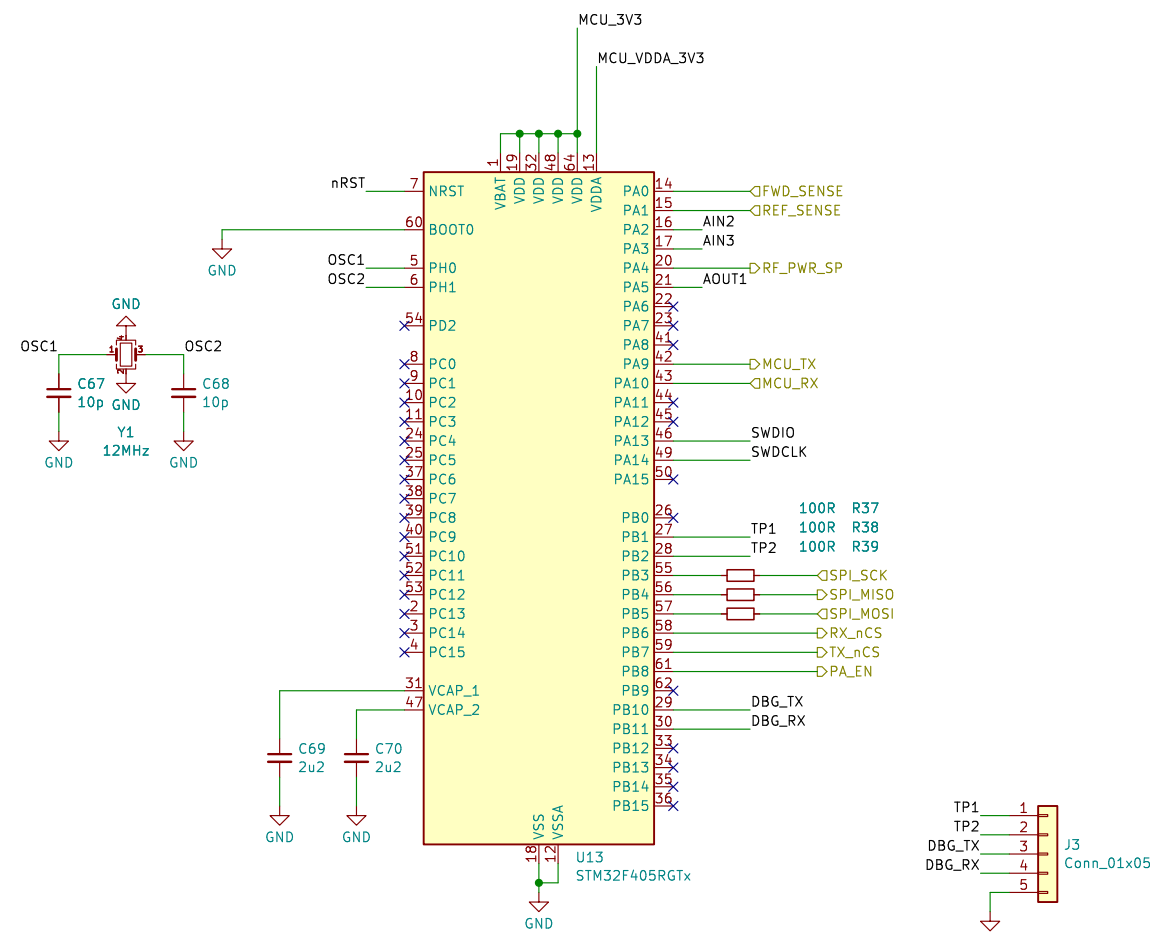 MCU_3V3
MCU_VDDA_3V3
1
19
32
48
64
13
VBAT
VDD
VDD
VDD
VDD
VDDA
nRST
7
NRST
60
BOOT0
GND
OSC1
5
PH0
OSC2
6
PH1
54
PD2
8
PC0
9
PC1
10
PC2
11
PC3
24
PC4
25
PC5
37
PC6
38
PC7
39
PC8
40
PC9
51
PC10
52
PC11
53
PC12
2
PC13
3
PC14
4
PC15
31
VCAP_1
47
VCAP_2
PA0
14
FWD_SENSE
PA1
15
REF_SENSE
PA2
16
AIN2
PA3
17
AIN3
PA4
20
RF_PWR_SP
PA5
21
AOUT1
PA6
22
PA7
23
PA8
41
PA9
42
MCU_TX
PA10
43
MCU_RX
PA11
44
PA12
45
PA13
46
SWDIO
PA14
49
SWDCLK
PA15
50
PB0
26
PB1
27
TP1
PB2
28
TP2
100R R37
100R R38
100R R39
PB3
55
SPI_SCK
PB4
56
SPI_MISO
PB5
57
SPI_MOSI
PB6
58
RX_nCS
PB7
59
TX_nCS
PB8
61
PA_EN
PB9
62
PB10
29
DBG_TX
PB11
30
DBG_RX
PB12
33
PB13
34
PB14
35
PB15
36
GND
OSC1
1
4
3
2
OSC2
C67
10p
GND
C68
10p
Y1
12MHz
GND
GND
C69
2u2
C70
2u2
GND
GND
VSS
VSSA
18
12
U13
STM32F405RGTx
GND
TP1
1
TP2
2
DBG_TX
3
DBG_RX
4
5
J3
Conn_01x05